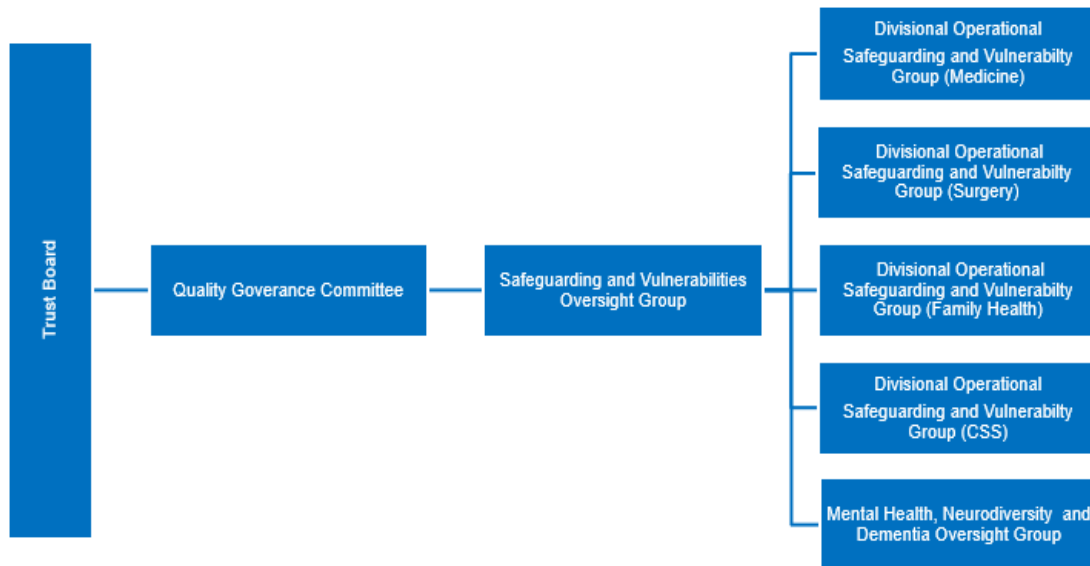 Trust Board
Quality Goverance Committee
Safeguarding and Vulnerabilities
Oversight Group
Divisional Operational
Safeguarding and Vulnerabilty
Group (Medicine)
Divisional Operational
Safeguarding and Vulnerabilty
Group (Surgery)
Divisional Operational
Safeguarding and Vulnerabilty
Group (Family Health)
Divisional Operational
Safeguarding and Vulnerabilty
Group (CSS)
Mental Health, Neurodiversity and
Dementia Oversight Group